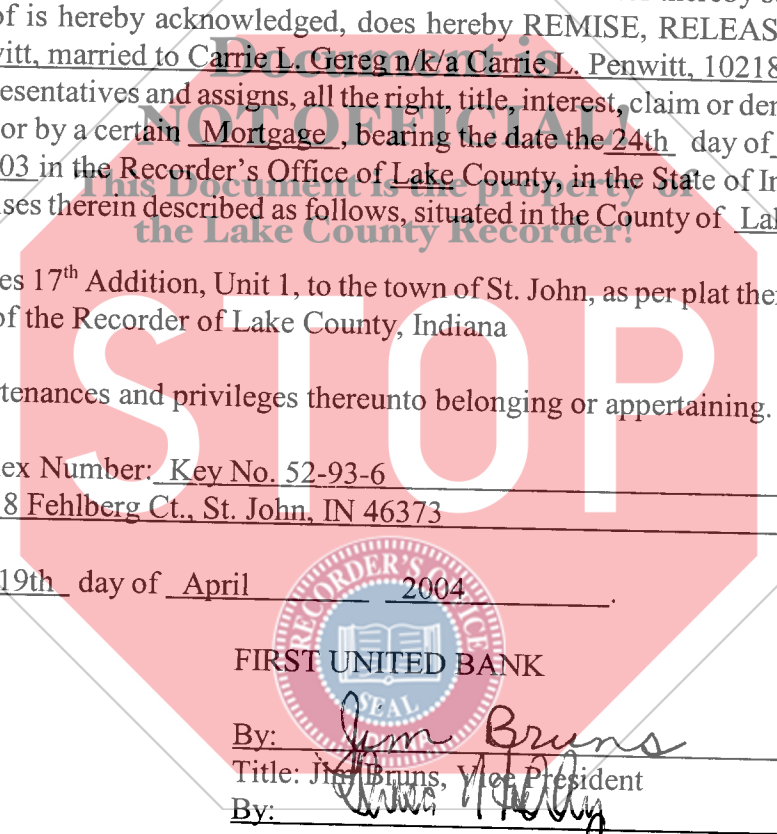 of is hereby acknowledged, does hereby REMISE, RELEAS
vitt, married to Carrie L. Gereg n/k/a Carrie L. Penwitt, 10218
esentatives and assigns, all the right, title, interest, claim or der
or by a certain Mortgage, bearing the date the 24th day of
03 in the Recorder's Office of Lake County, in the State of In
ses therein described as follows, situated in the County of Lal
Document is
NOT OFFICIAL!
This Document is the property of
the Lake County Recorder!
es 17th Addition, Unit 1, to the town of St. John, as per plat ther
of the Recorder of Lake County, Indiana
STOP
tenances and privileges thereunto belonging or appertaining.
ex Number: Key No. 52-93-6
8 Fehlberg Ct., St. John, IN 46373
19th day of April 2004.
RECORDER'S OFFICE
SEAL
FIRST UNITED BANK
By: Jim Bruns
Title: Jim Bruns, Vice President
By: